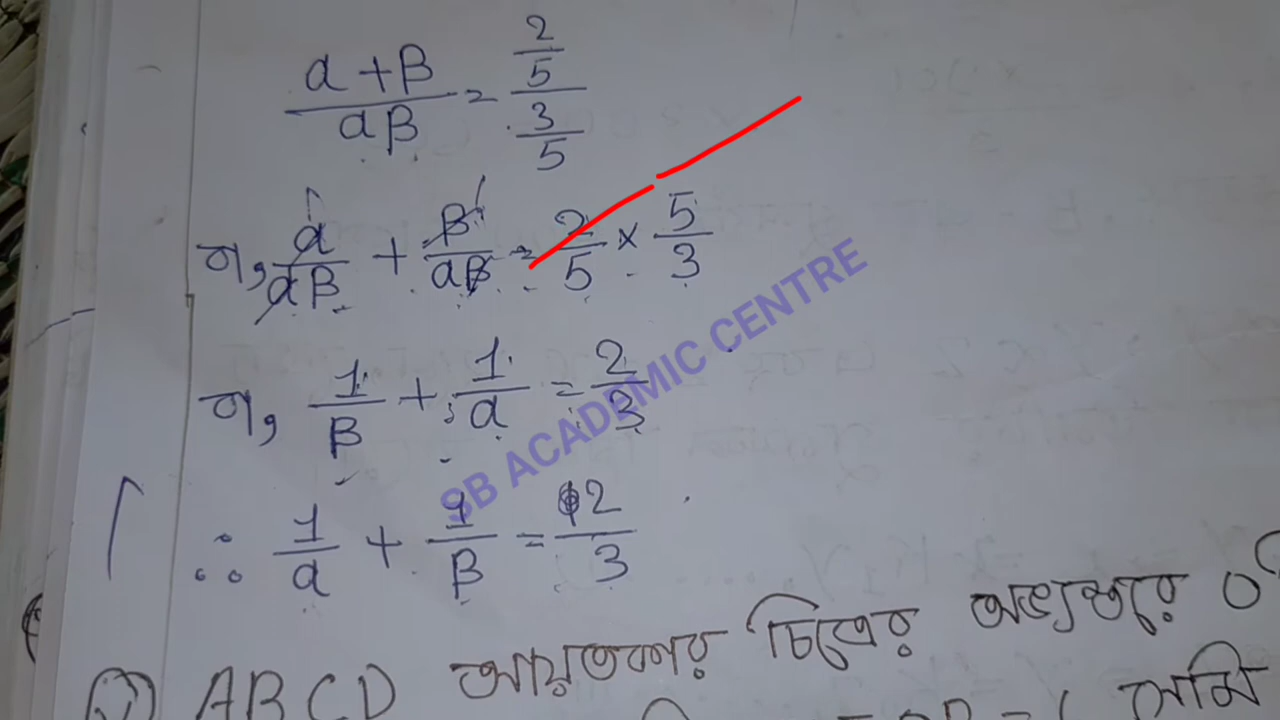 α + β / αβ = 2/5 / 3/5
বা, α/αβ + β/αβ = 2/5 × 5/3
বা, 1/β + 1/α = 2/3
∴ 1/α + 1/β = 2/3
ABCD আয়তকার চিত্রের অভ্যন্তরে O
SB ACADEMIC CENTRE